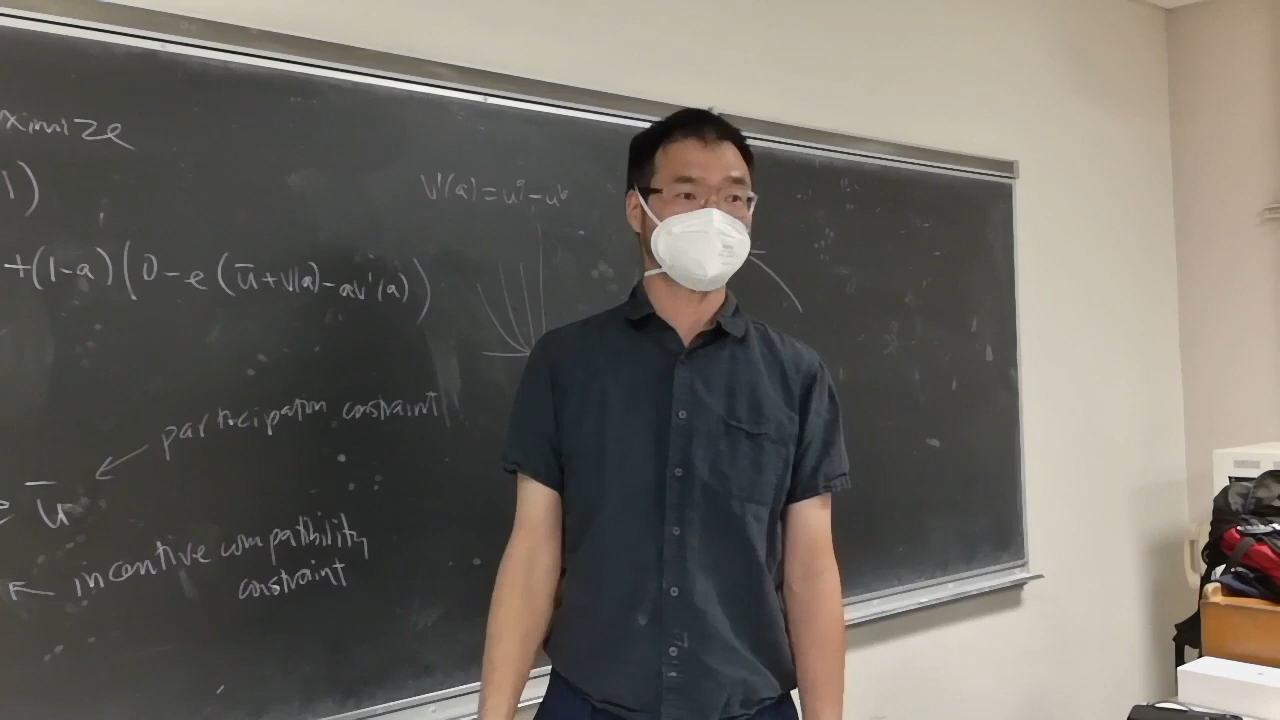 ximize
1)
V'(a) = u^g - u^b
+(1-a)(0-e(ū+V(a)-aV'(a))
participation constraint
≥ ū
incentive compatibility
constraint